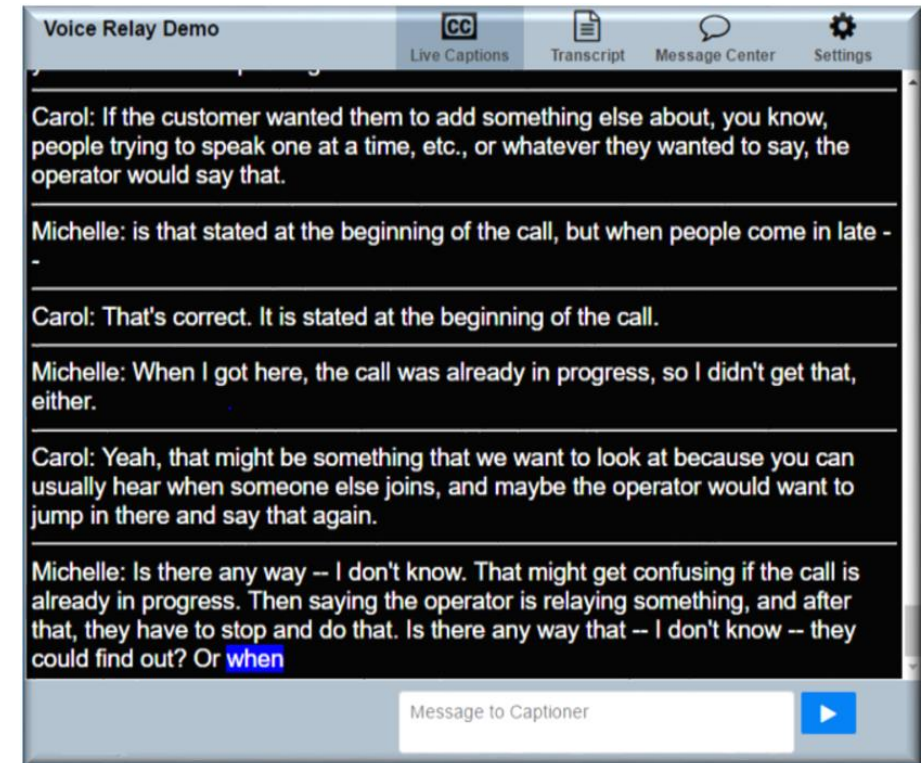 Voice Relay Demo
CC
Live Captions
Transcript
Message Center
Settings
Carol: If the customer wanted them to add something else about, you know,
people trying to speak one at a time, etc., or whatever they wanted to say, the
operator would say that.
Michelle: is that stated at the beginning of the call, but when people come in late -
-
Carol: That's correct. It is stated at the beginning of the call.
Michelle: When I got here, the call was already in progress, so I didn't get that,
either.
Carol: Yeah, that might be something that we want to look at because you can
usually hear when someone else joins, and maybe the operator would want to
jump in there and say that again.
Michelle: Is there any way -- I don't know. That might get confusing if the call is
already in progress. Then saying the operator is relaying something, and after
that, they have to stop and do that. Is there any way that -- I don't know -- they
could find out? Or when
Message to Captioner